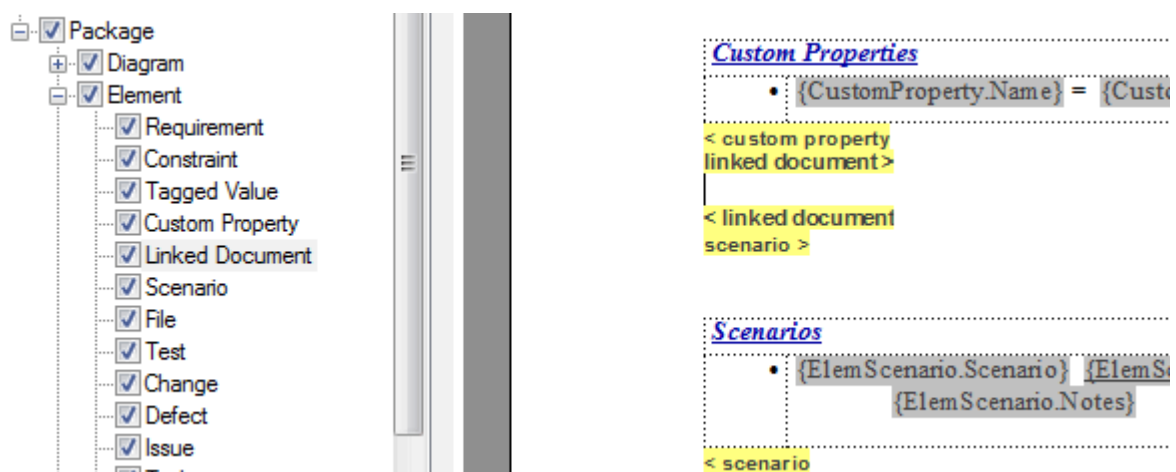 Package
Diagram
Element
Requirement
Constraint
Tagged Value
Custom Property
Linked Document
Scenario
File
Test
Change
Defect
Issue
Custom Properties
• {CustomProperty.Name} = {Custo
< custom property
linked document >
< linked document
scenario >
Scenarios
• {ElemScenario.Scenario} {ElemSc
{ElemScenario.Notes}
< scenario